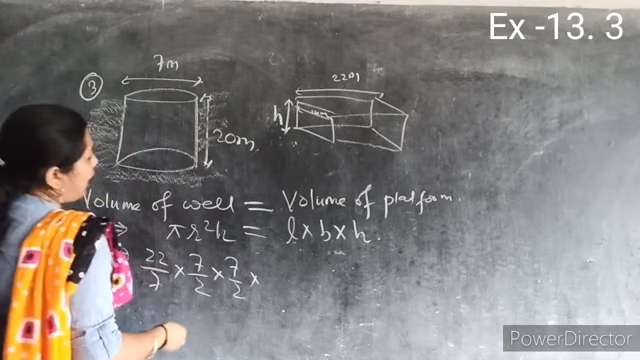 Ex -13. 3
③
7m
20m.
22m
h
14m
Volume of well = Volume of platform.
⇒ πr²h = l×b×h.
22/7 × 7/2 × 7/2 ×
PowerDirector